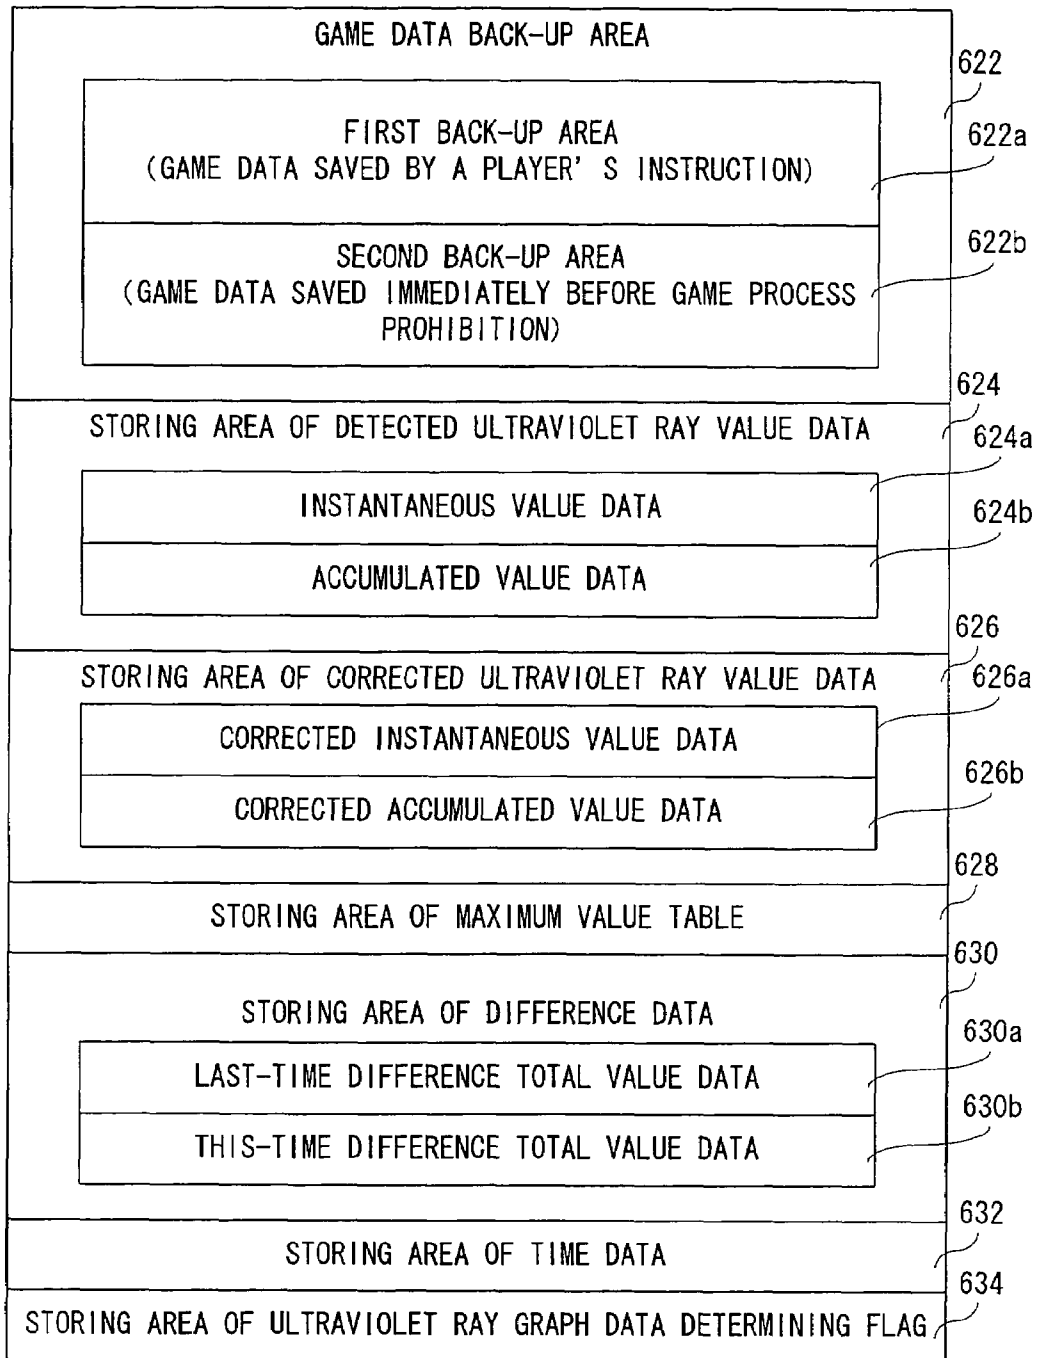 GAME DATA BACK-UP AREA
622
FIRST BACK-UP AREA
(GAME DATA SAVED BY A PLAYER' S INSTRUCTION)
622a
SECOND BACK-UP AREA
(GAME DATA SAVED IMMEDIATELY BEFORE GAME PROCESS
PROHIBITION)
622b
624
STORING AREA OF DETECTED ULTRAVIOLET RAY VALUE DATA
624a
INSTANTANEOUS VALUE DATA
624b
ACCUMULATED VALUE DATA
626
STORING AREA OF CORRECTED ULTRAVIOLET RAY VALUE DATA
626a
CORRECTED INSTANTANEOUS VALUE DATA
626b
CORRECTED ACCUMULATED VALUE DATA
628
STORING AREA OF MAXIMUM VALUE TABLE
630
STORING AREA OF DIFFERENCE DATA
630a
LAST-TIME DIFFERENCE TOTAL VALUE DATA
630b
THIS-TIME DIFFERENCE TOTAL VALUE DATA
632
STORING AREA OF TIME DATA
634
STORING AREA OF ULTRAVIOLET RAY GRAPH DATA DETERMINING FLAG